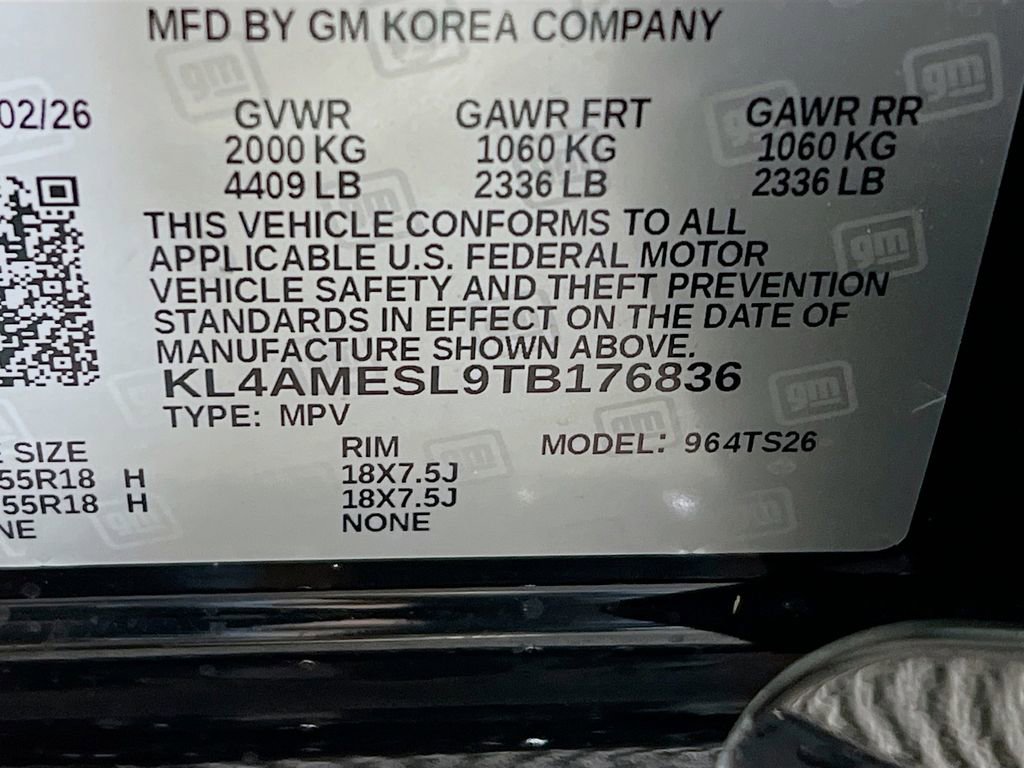 MFD BY GM KOREA COMPANY
02/26 GVWR GAWR FRT GAWR RR
2000 KG 1060 KG 1060 KG
4409 LB 2336 LB 2336 LB
THIS VEHICLE CONFORMS TO ALL
APPLICABLE U.S. FEDERAL MOTOR
VEHICLE SAFETY AND THEFT PREVENTION
STANDARDS IN EFFECT ON THE DATE OF
MANUFACTURE SHOWN ABOVE.
KL4AMESL9TB176836
TYPE: MPV
E SIZE RIM MODEL: 964TS26
55R18 H 18X7.5J
55R18 H 18X7.5J
NE NONE